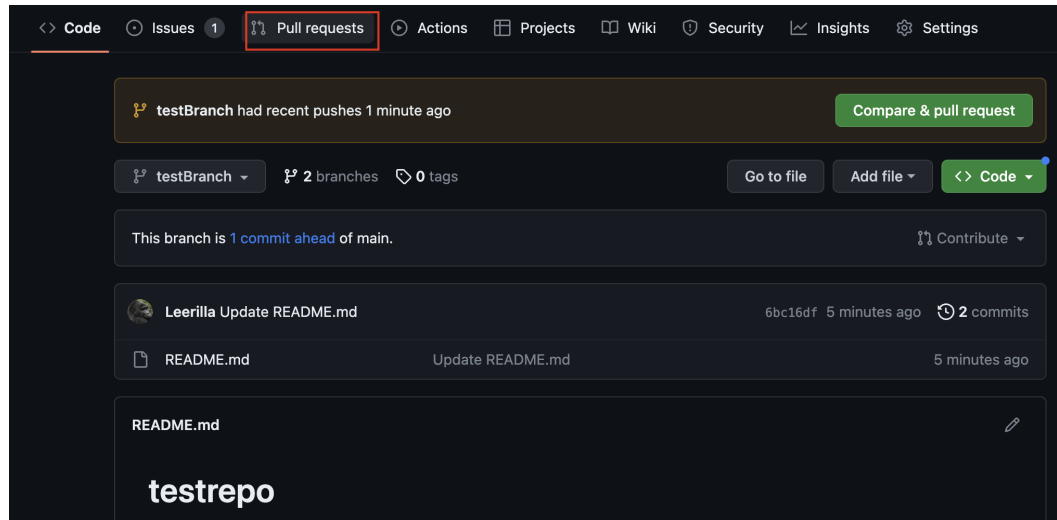 <> Code Issues 1 Pull requests Actions Projects Wiki Security Insights Settings
testBranch had recent pushes 1 minute ago Compare & pull request
testBranch 2 branches 0 tags Go to file Add file <> Code
This branch is 1 commit ahead of main. Contribute
Leerilla Update README.md 6bc16df 5 minutes ago 2 commits
README.md Update README.md 5 minutes ago
README.md
testrepo